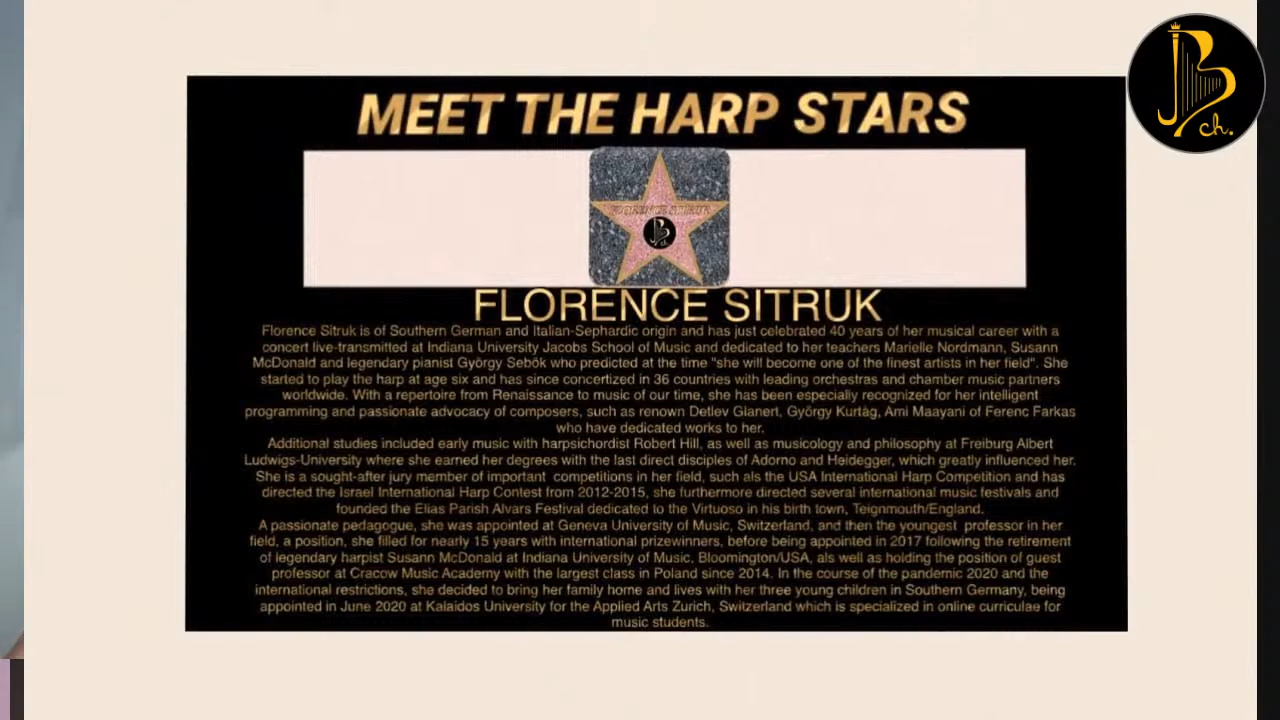 ch.
MEET THE HARP STARS
FLORENCE SITRUK
ch.
FLORENCE SITRUK
Florence Sitruk is of Southern German and Italian-Sephardic origin and has just celebrated 40 years of her musical career with a
concert live-transmitted at Indiana University Jacobs School of Music and dedicated to her teachers Marielle Nordmann, Susann
McDonald and legendary pianist György Sebök who predicted at the time "she will become one of the finest artists in her field". She
started to play the harp at age six and has since concertized in 36 countries with leading orchestras and chamber music partners
worldwide. With a repertoire from Renaissance to music of our time, she has been especially recognized for her intelligent
programming and passionate advocacy of composers, such as renown Detlev Glanert, György Kurtàg, Ami Maayani of Ferenc Farkas
who have dedicated works to her.
Additional studies included early music with harpsichordist Robert Hill, as well as musicology and philosophy at Freiburg Albert
Ludwigs-University where she earned her degrees with the last direct disciples of Adorno and Heidegger, which greatly influenced her.
She is a sought-after jury member of important competitions in her field, such als the USA International Harp Competition and has
directed the Israel International Harp Contest from 2012-2015, she furthermore directed several international music festivals and
founded the Elias Parish Alvars Festival dedicated to the Virtuoso in his birth town, Teignmouth/England.
A passionate pedagogue, she was appointed at Geneva University of Music, Switzerland, and then the youngest professor in her
field, a position, she filled for nearly 15 years with international prizewinners, before being appointed in 2017 following the retirement
of legendary harpist Susann McDonald at Indiana University of Music, Bloomington/USA, als well as holding the position of guest
professor at Cracow Music Academy with the largest class in Poland since 2014. In the course of the pandemic 2020 and the
international restrictions, she decided to bring her family home and lives with her three young children in Southern Germany, being
appointed in June 2020 at Kalaidos University for the Applied Arts Zurich, Switzerland which is specialized in online curriculae for
music students.